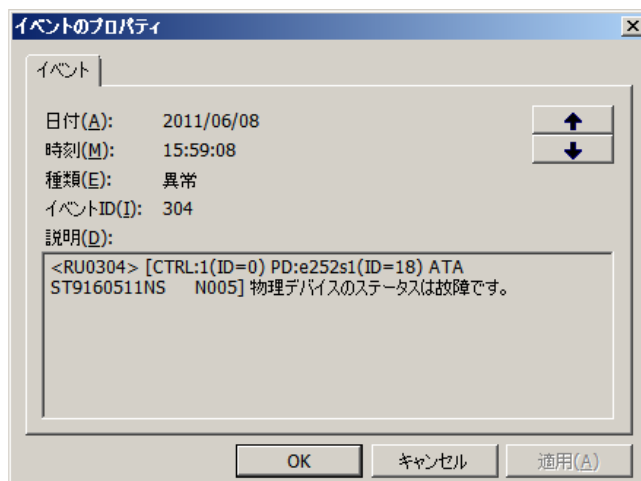 イベントのプロパティ
イベント
日付(A): 2011/06/08
時刻(M): 15:59:08
種類(E): 異常
イベントID(I): 304
説明(D):
<RU0304> [CTRL:1(ID=0) PD:e252s1(ID=18) ATA
ST9160511NS N005] 物理デバイスのステータスは故障です。
OK キャンセル 適用(A)